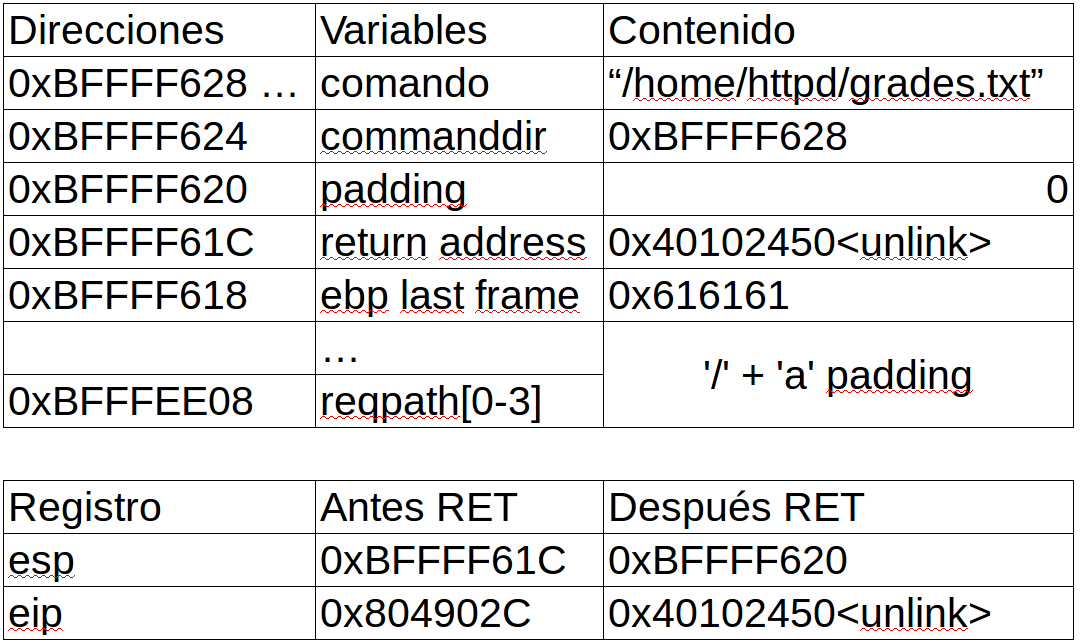 Direcciones Variables Contenido
0xBFFFF628 … comando “/home/httpd/grades.txt”
0xBFFFF624 commanddir 0xBFFFF628
0xBFFFF620 padding 0
0xBFFFF61C return address 0x40102450<unlink>
0xBFFFF618 ebp last frame 0x616161
…
'/' + 'a' padding
0xBFFFEE08 reqpath[0-3]
Registro Antes RET Después RET
esp 0xBFFFF61C 0xBFFFF620
eip 0x804902C 0x40102450<unlink>